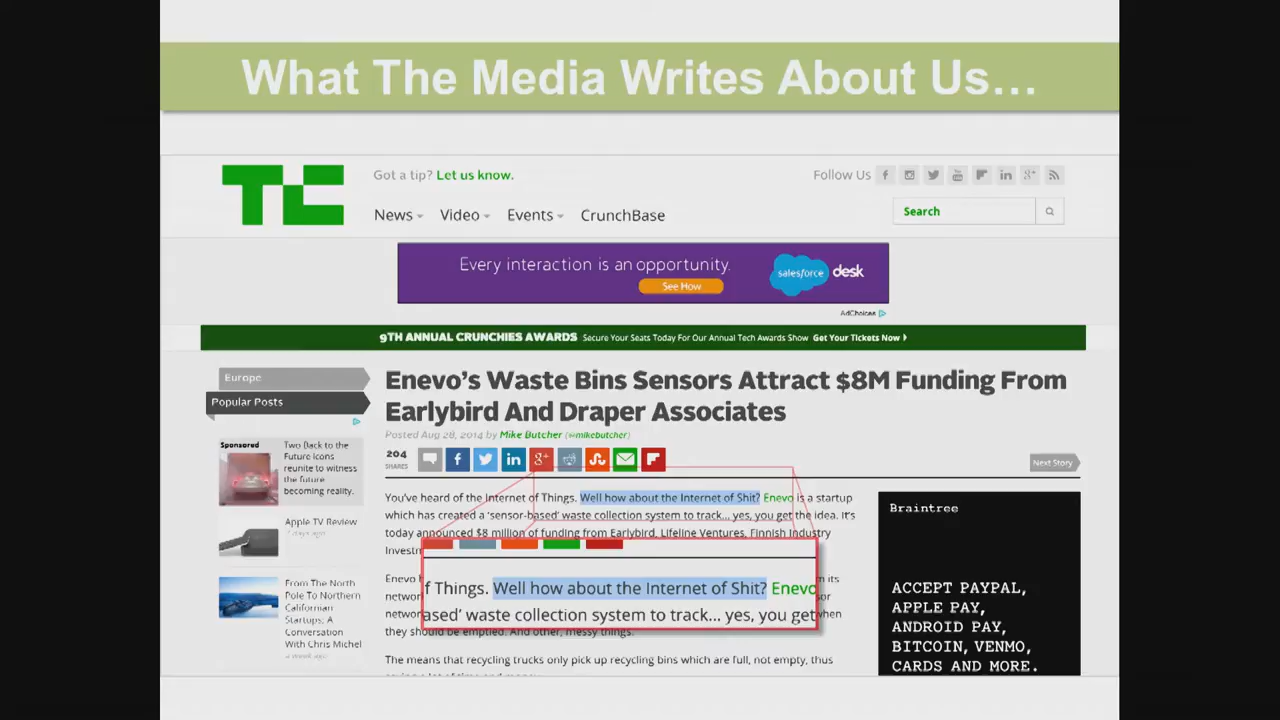 What The Media Writes About Us...
TC
Got a tip? Let us know.
Follow Us
News Video Events CrunchBase
Search
Every interaction is an opportunity.
See How
salesforce desk
AdChoices
9TH ANNUAL CRUNCHIES AWARDS Secure Your Seats Today For Our Annual Tech Awards Show Get Your Tickets Now
Europe
Popular Posts
Sponsored
Two Back to the
Future icons
reunite to witness
the future
becoming reality.
Apple TV Review
7 days ago
From The North
Pole To Northern
Californian
Startups: A
Conversation
With Chris Michel
a week ago
Enevo's Waste Bins Sensors Attract $8M Funding From
Earlybird And Draper Associates
Posted Aug 28, 2014 by Mike Butcher (@mikebutcher)
204
SHARES
Next Story
You've heard of the Internet of Things. Well how about the Internet of Shit? Enevo is a startup
which has created a 'sensor-based' waste collection system to track... yes, you get the idea. It's
today announced $8 million of funding from Earlybird, Lifeline Ventures, Finnish Industry
f Things. Well how about the Internet of Shit? Enevo
ased' waste collection system to track... yes, you get
they should be emptied. And other, messy things.
The means that recycling trucks only pick up recycling bins which are full, not empty, thus
Braintree
ACCEPT PAYPAL,
APPLE PAY,
ANDROID PAY,
BITCOIN, VENMO,
CARDS AND MORE.